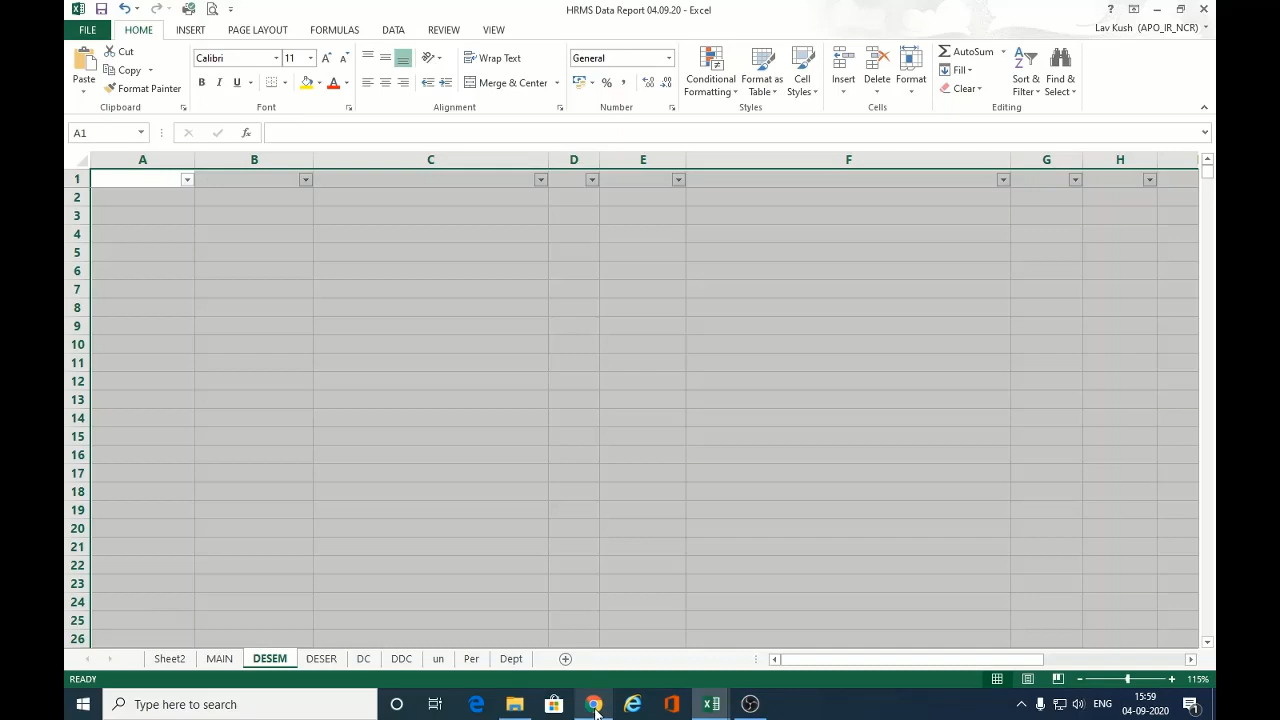 HRMS Data Report 04.09.20 - Excel
FILE HOME INSERT PAGE LAYOUT FORMULAS DATA REVIEW VIEW
Lav Kush (APO_IR_NCR)
Paste
Cut
Copy
Format Painter
Clipboard
Calibri 11
B I U
Font
Wrap Text
Merge & Center
Alignment
General
Number
Conditional Formatting
Format as Table
Cell Styles
Styles
Insert
Delete
Format
Cells
AutoSum
Fill
Clear
Sort & Filter
Find & Select
Editing
A1
A B C D E F G H
1
2
3
4
5
6
7
8
9
10
11
12
13
14
15
16
17
18
19
20
21
22
23
24
25
26
Sheet2 MAIN DESEM DESER DC DDC un Per Dept
READY
115%
Type here to search
ENG
15:59
04-09-2020
1